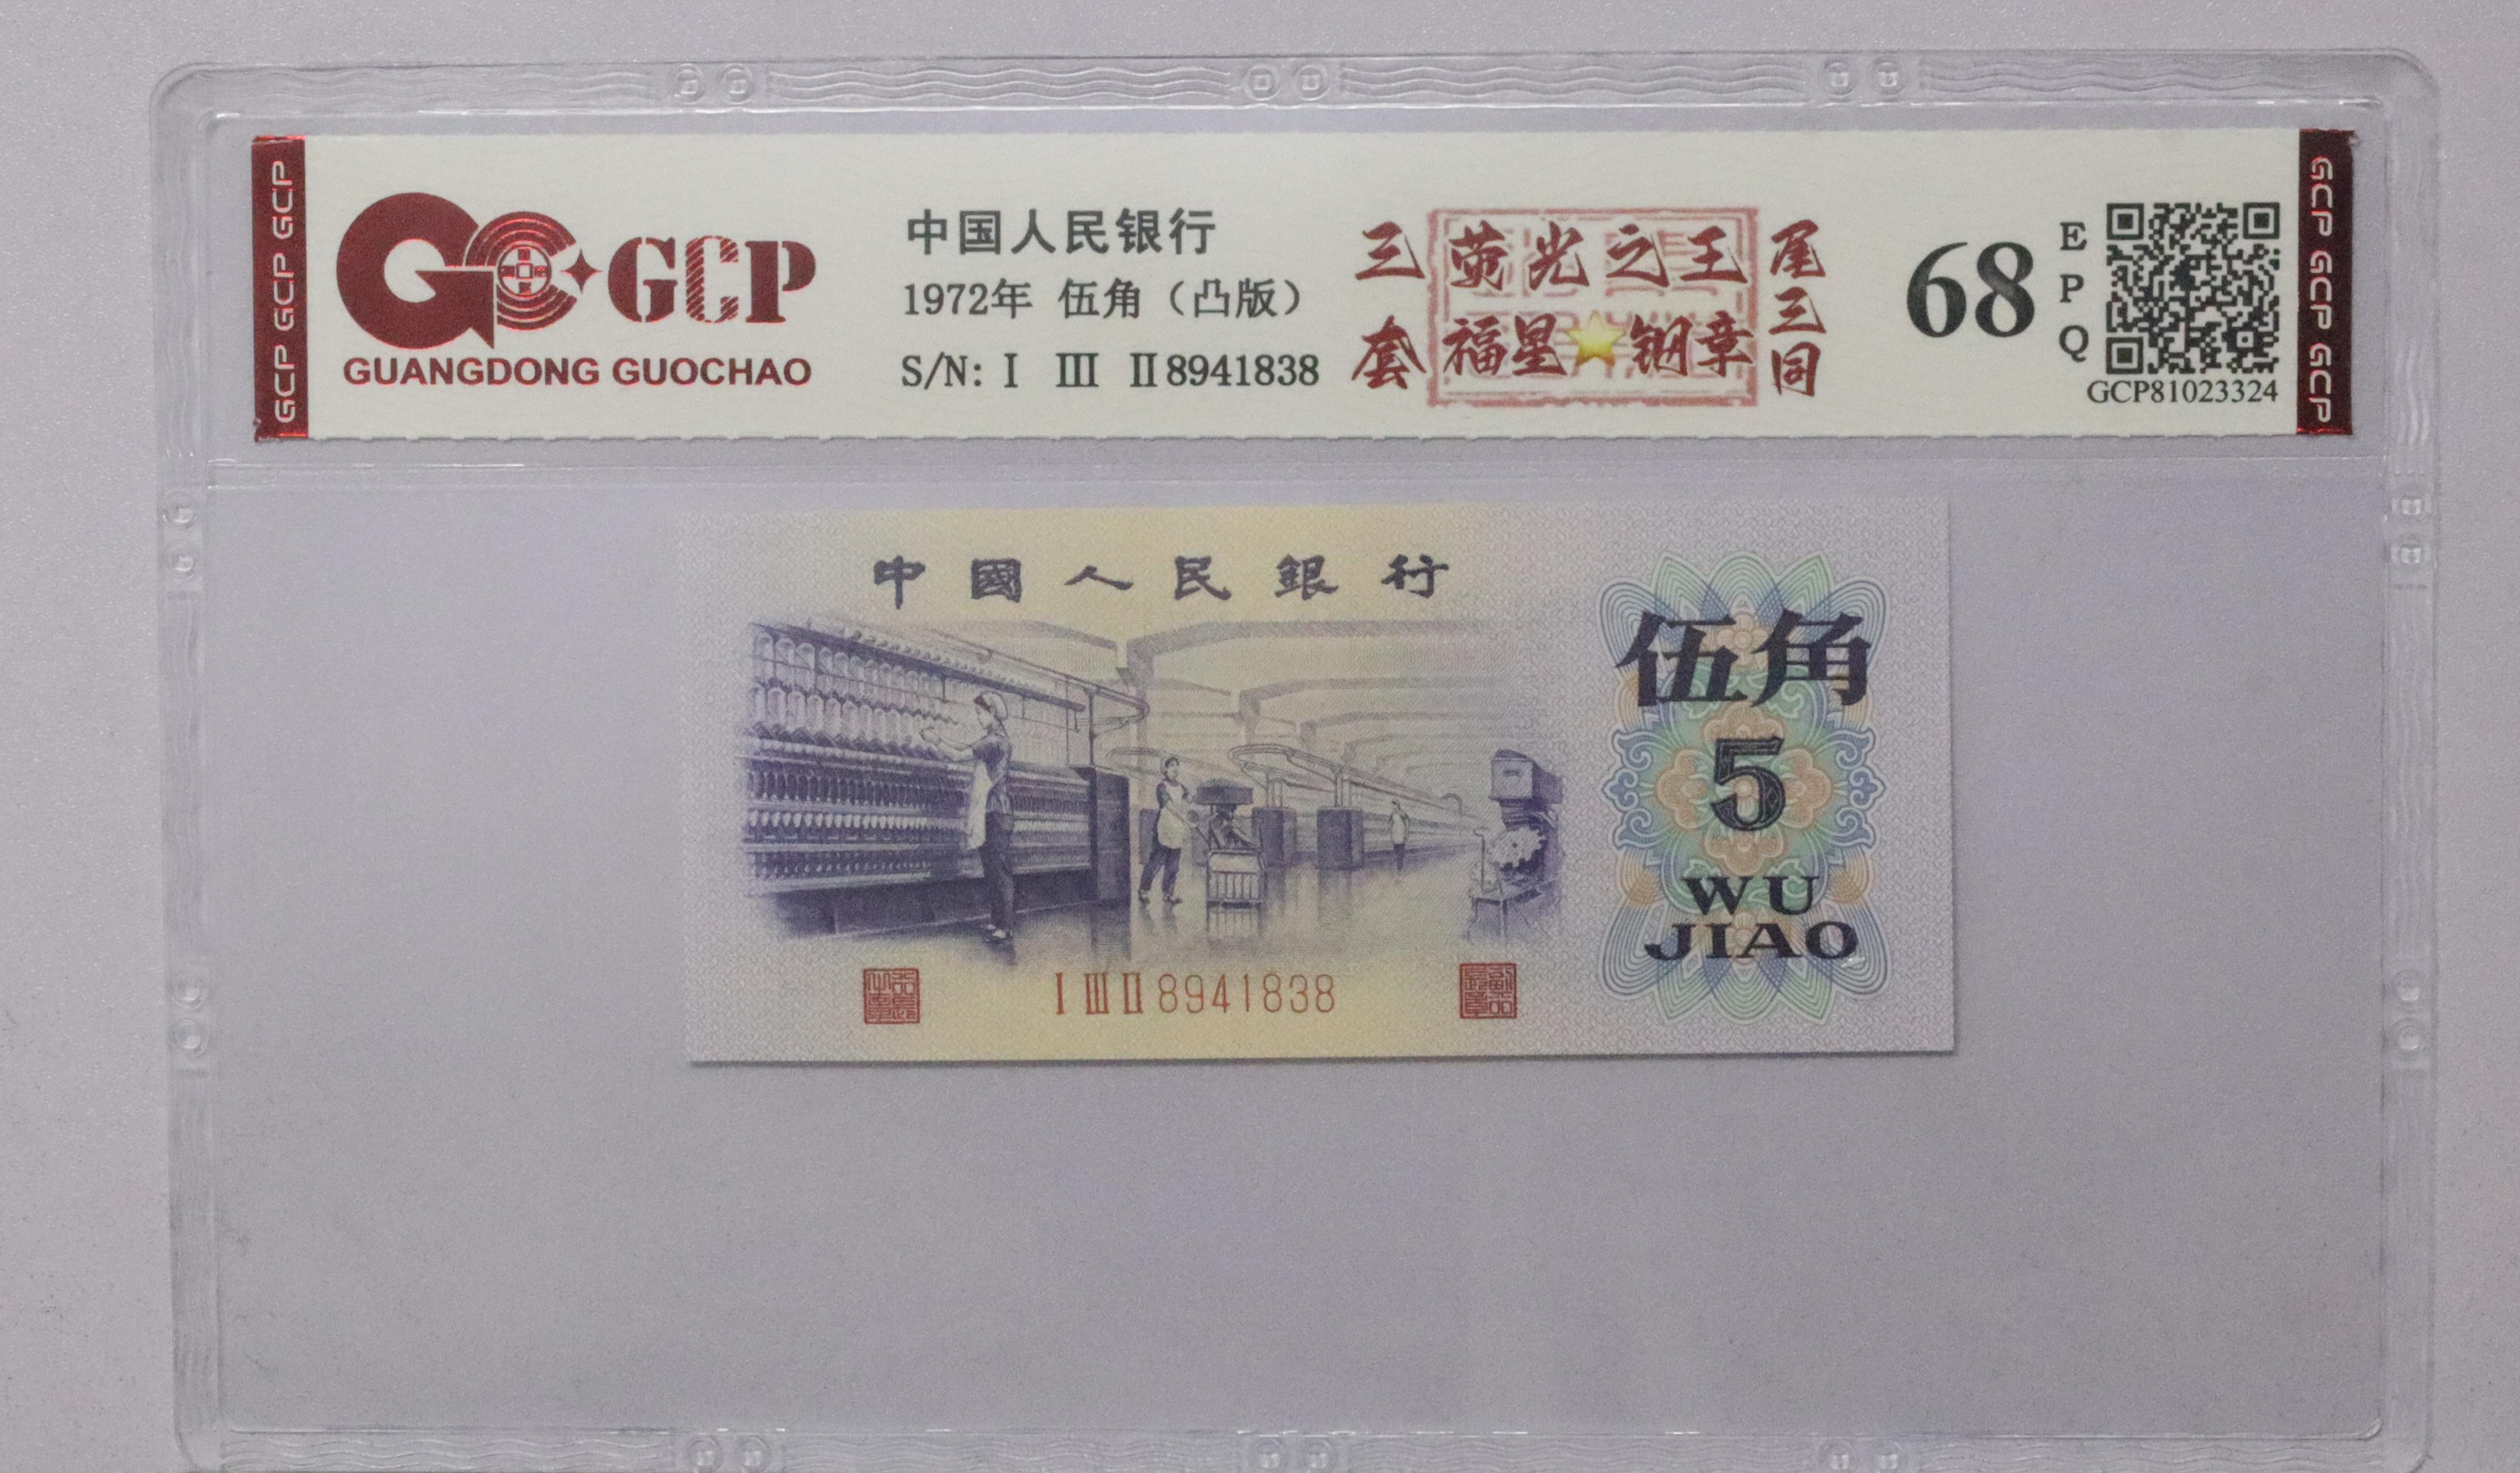 GCP GCP GCP
GCP
GUANGDONG GUOCHAO
中国人民银行
1972年 伍角（凸版）
S/N: Ⅰ Ⅲ Ⅱ8941838
三套
荧光之王
福星⭐钢章
尾三同
68
EPQ
GCP81023324
GCP GCP GCP
中國人民銀行
伍角
5
WU
JIAO
Ⅰ Ⅲ Ⅱ 8941838